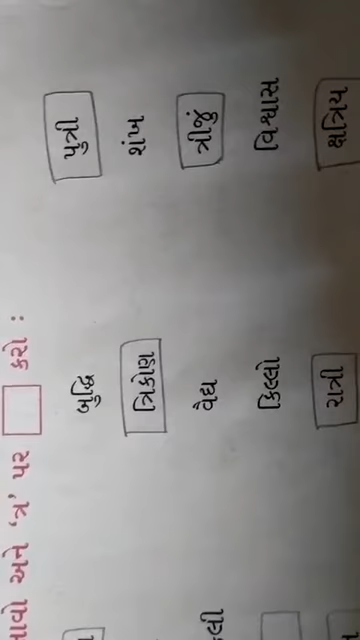 અને 'ત્ર' પર કરો :
બુદ્ધિ પુત્રી
ત્રિકોણ શંખ
વૈદ્ય ત્રીજું
કિલ્લો વિશ્વાસ
રાત્રી ક્ષત્રિય